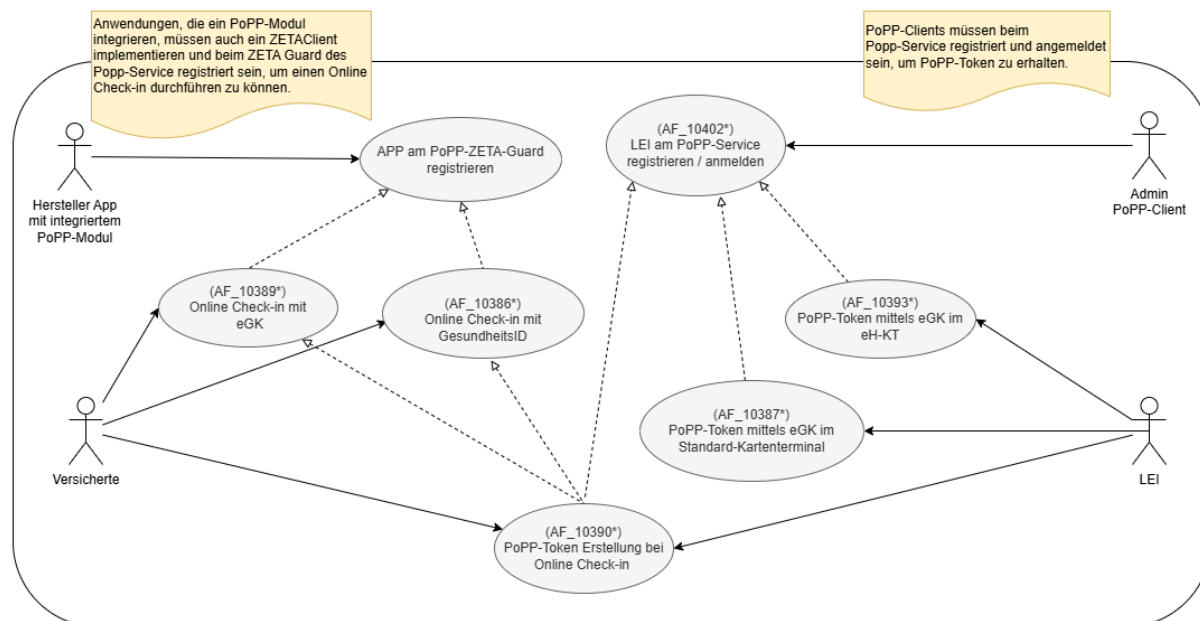 Anwendungen, die ein PoPP-Modul
integrieren, müssen auch ein ZETAClient
implementieren und beim ZETA Guard des
Popp-Service registriert sein, um einen Online
Check-in durchführen zu können.
PoPP-Clients müssen beim
Popp-Service registriert und angemeldet
sein, um PoPP-Token zu erhalten.
Hersteller App
mit integriertem
PoPP-Modul
APP am PoPP-ZETA-Guard
registrieren
(AF_10402*)
LEI am PoPP-Service
registrieren / anmelden
Admin
PoPP-Client
(AF_10389*)
Online Check-in mit
eGK
(AF_10386*)
Online Check-in mit
GesundheitsID
(AF_10393*)
PoPP-Token mittels eGK im
eH-KT
(AF_10387*)
PoPP-Token mittels eGK im
Standard-Kartenterminal
Versicherte
LEI
(AF_10390*)
PoPP-Token Erstellung bei
Online Check-in